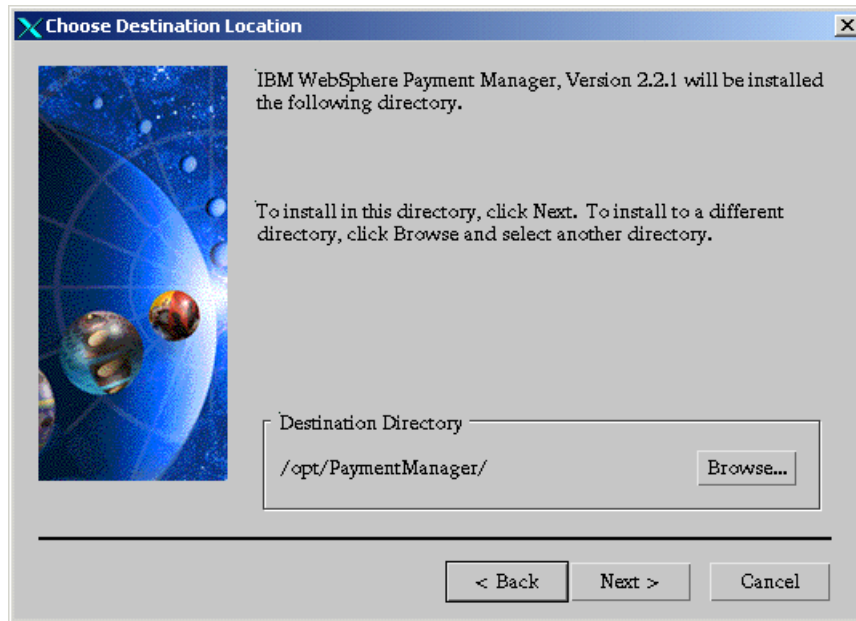 Choose Destination Location
IBM WebSphere Payment Manager, Version 2.2.1 will be installed
the following directory.
To install in this directory, click Next. To install to a different
directory, click Browse and select another directory.
Destination Directory
/opt/PaymentManager/
Browse...
< Back
Next >
Cancel